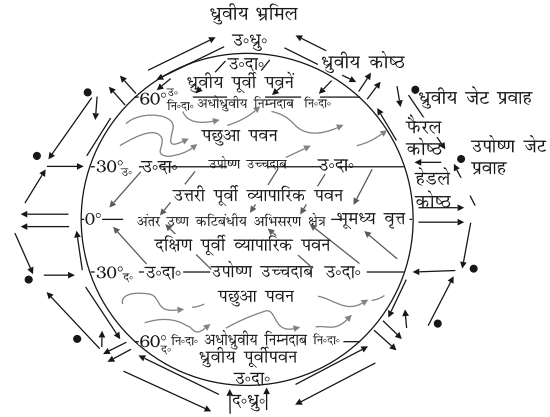 ध्रुवीय भ्रमिल
उ॰ध्रु॰
उ॰दा॰
ध्रुवीय कोष्ठ
ध्रुवीय पूर्वी पवनें
60°उ॰
नि॰दा॰ अधोध्रुवीय निम्नदाब नि॰दा॰
ध्रुवीय जेट प्रवाह
पछुआ पवन
फैरल
कोष्ठ
उपोष्ण जेट
प्रवाह
30°उ॰ उ॰दा॰ उपोष्ण उच्चदाब उ॰दा॰
हेडले
कोष्ठ
उत्तरी पूर्वी व्यापारिक पवन
0° अंतर उष्ण कटिबंधीय अभिसरण क्षेत्र भूमध्य वृत्त
दक्षिण पूर्वी व्यापारिक पवन
30°द॰ उ॰दा॰ उपोष्ण उच्चदाब उ॰दा॰
पछुआ पवन
60°द॰ नि॰दा॰ अधोध्रुवीय निम्नदाब नि॰दा॰
ध्रुवीय पूर्वीपवन
उ॰दा॰
द॰ध्रु॰